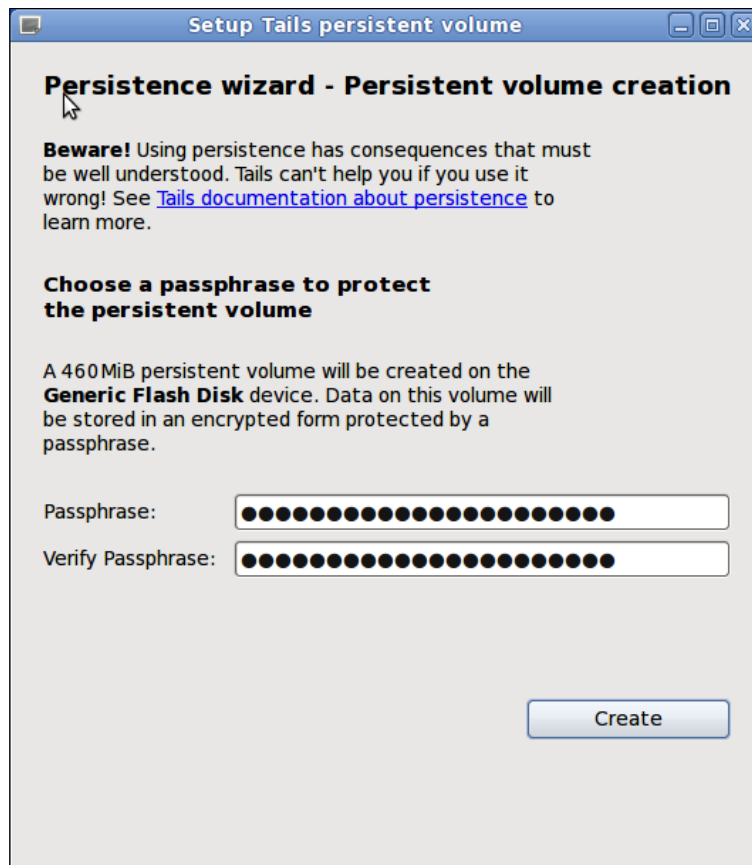 Setup Tails persistent volume
Persistence wizard - Persistent volume creation
Beware! Using persistence has consequences that must
be well understood. Tails can't help you if you use it
wrong! See Tails documentation about persistence to
learn more.
Choose a passphrase to protect
the persistent volume
A 460MiB persistent volume will be created on the
Generic Flash Disk device. Data on this volume will
be stored in an encrypted form protected by a
passphrase.
Passphrase: ●●●●●●●●●●●●●●●●●●●●●●●●●●
Verify Passphrase: ●●●●●●●●●●●●●●●●●●●●●●●●●●
Create